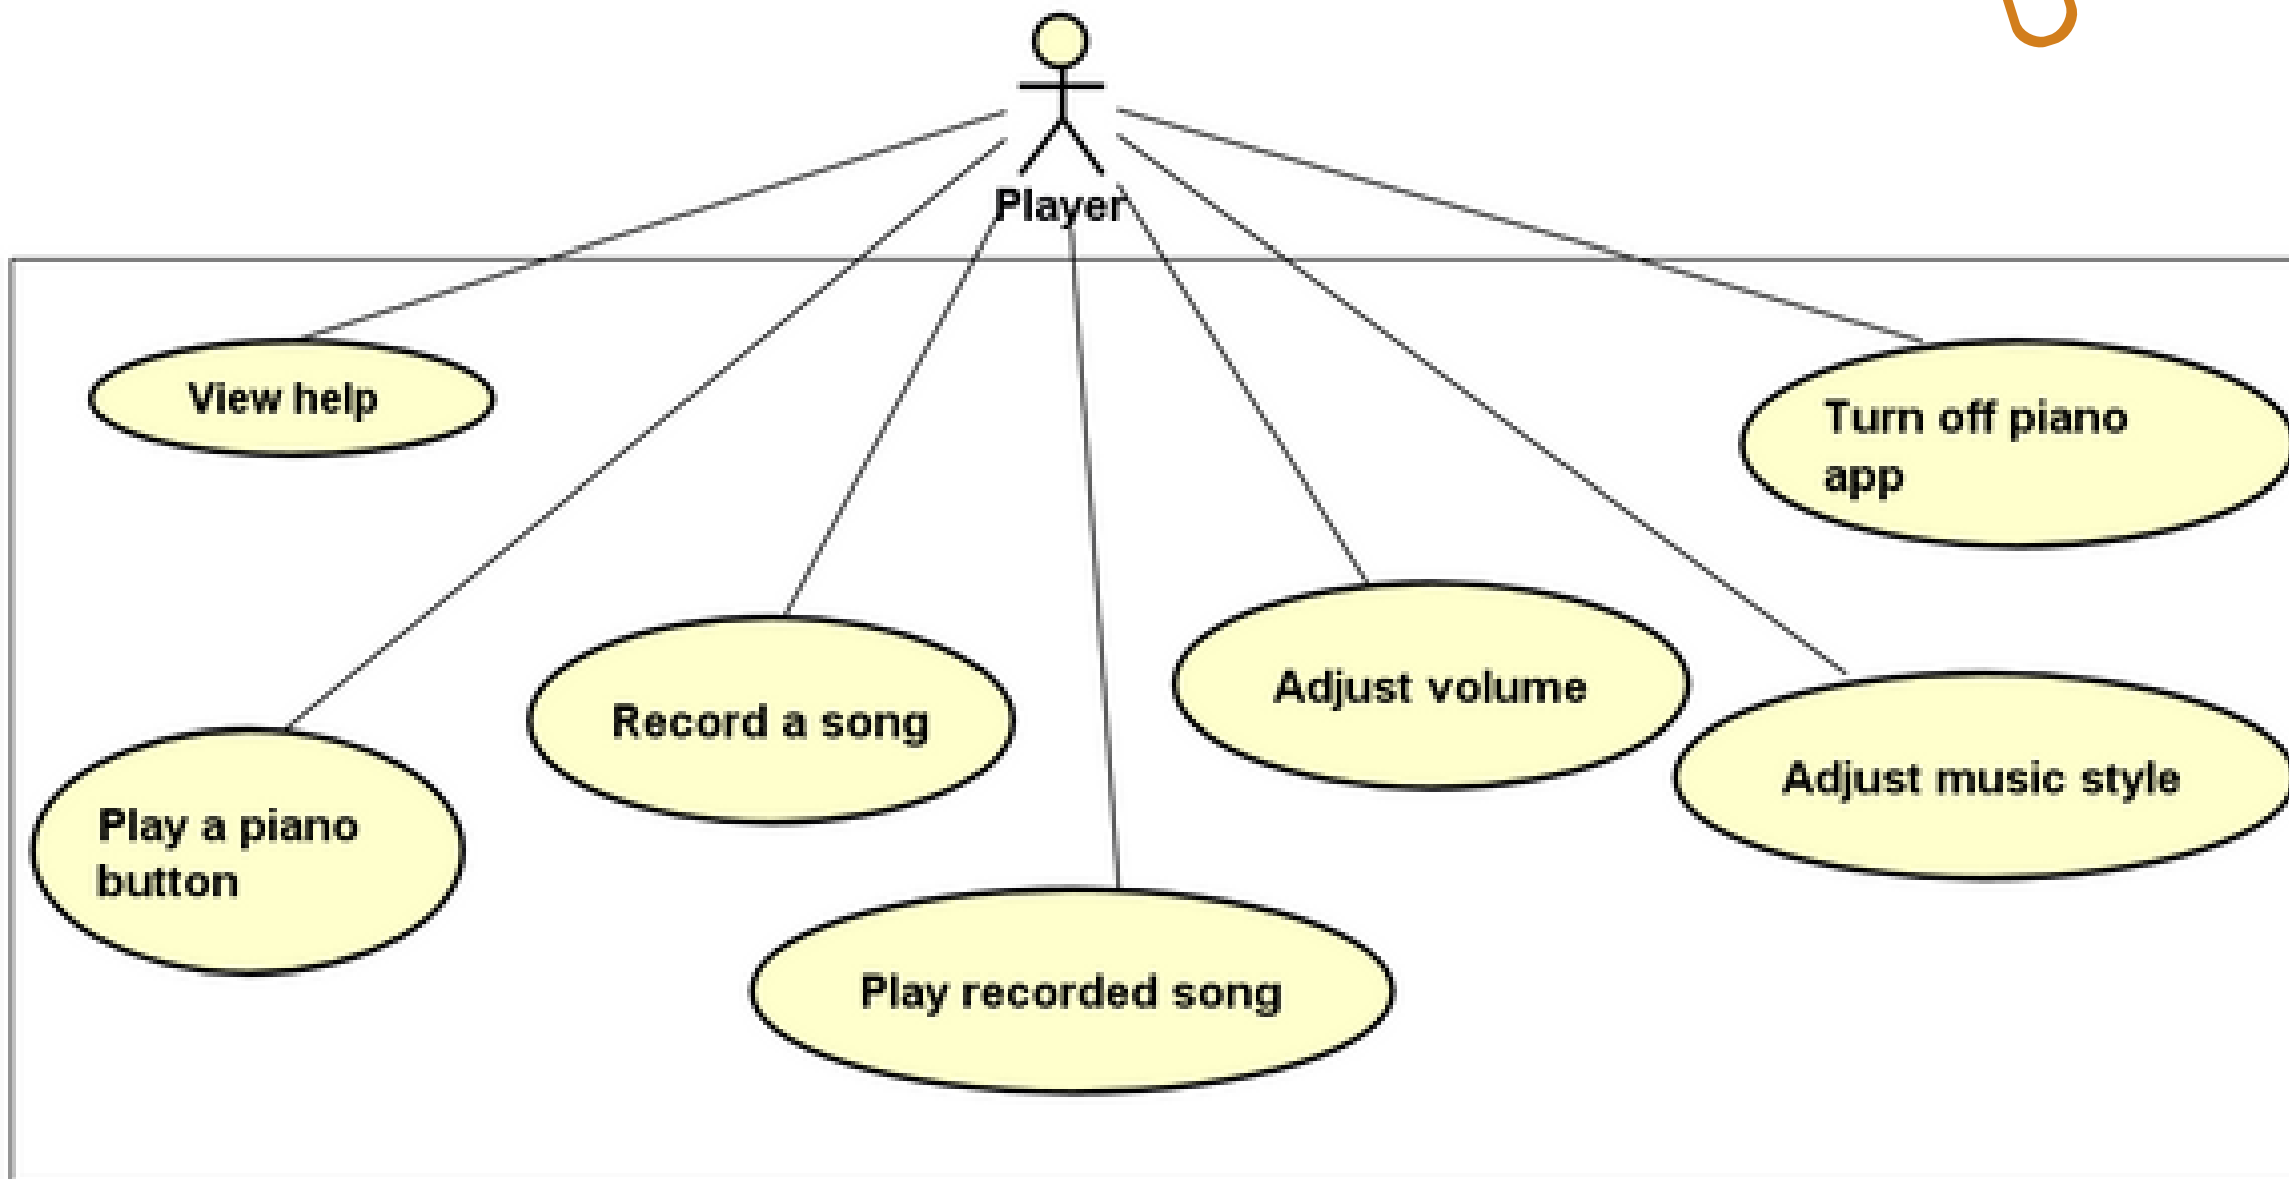 Player
View help
Turn off piano
app
Adjust volume
Record a song
Adjust music style
Play a piano
button
Play recorded song